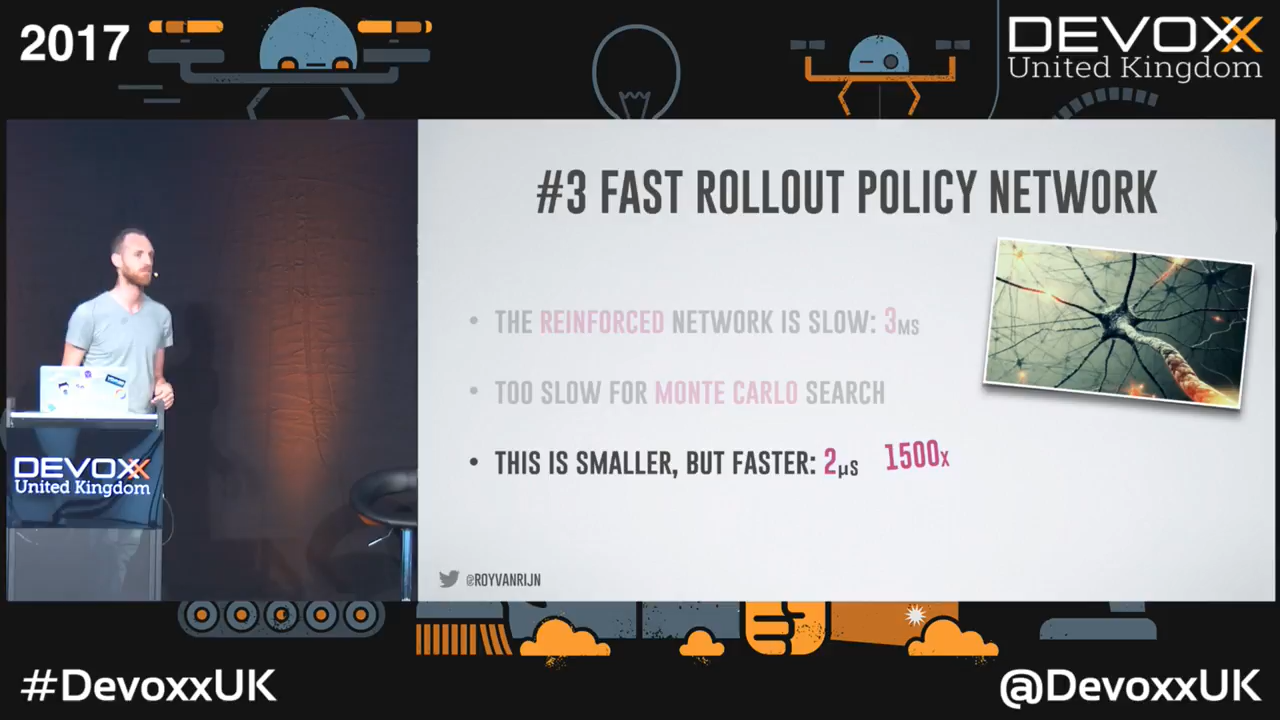 2017
DEVOXX
United Kingdom
#3 FAST ROLLOUT POLICY NETWORK
• THE REINFORCED NETWORK IS SLOW: 3MS
• TOO SLOW FOR MONTE CARLO SEARCH
• THIS IS SMALLER, BUT FASTER: 2µS 1500x
DEVOXX
United Kingdom
@ROYVANRIJN
#DevoxxUK
@DevoxxUK